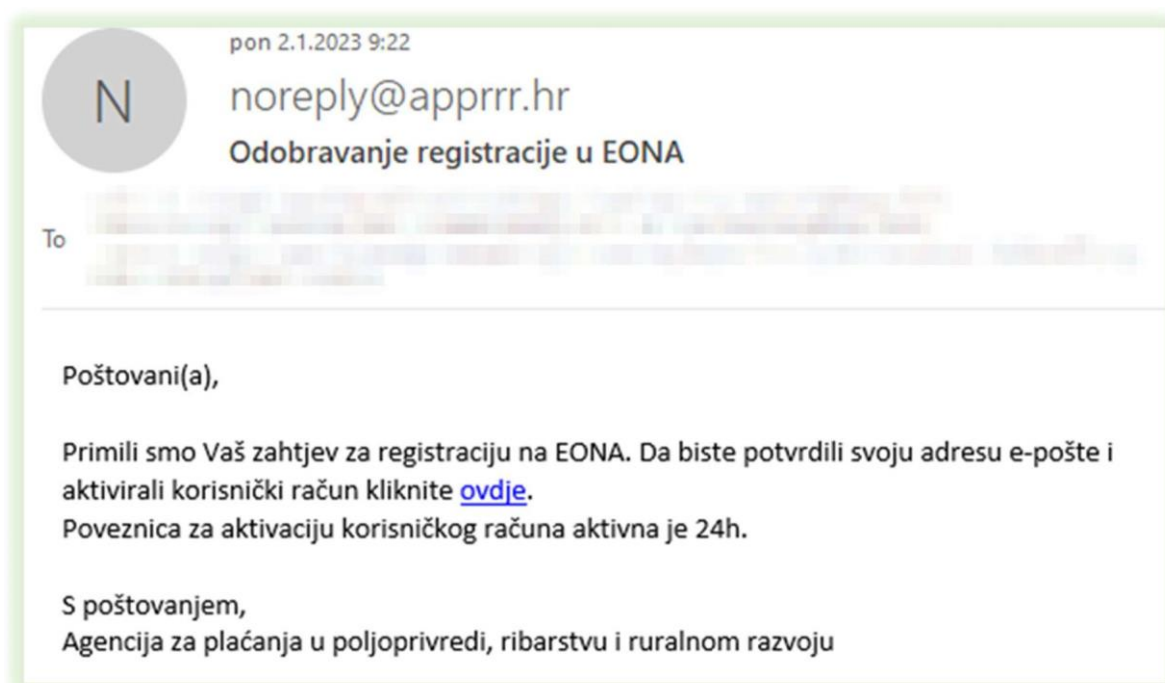 pon 2.1.2023 9:22
N
noreply@apprrr.hr
Odobravanje registracije u EONA
To
Poštovani(a),
Primili smo Vaš zahtjev za registraciju na EONA. Da biste potvrdili svoju adresu e-pošte i
aktivirali korisnički račun kliknite ovdje.
Poveznica za aktivaciju korisničkog računa aktivna je 24h.
S poštovanjem,
Agencija za plaćanja u poljoprivredi, ribarstvu i ruralnom razvoju